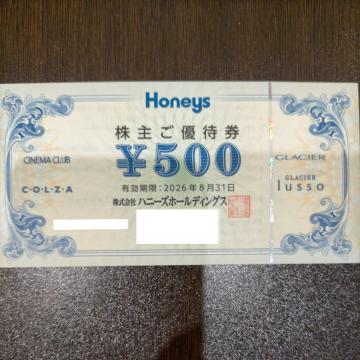 Honeys
株主ご優待券
CINEMA CLUB
¥500
GLACIER
C・O・L・Z・A
GLACIER
lusso
有効期限：2026年8月31日
株式会社 ハニーズホールディングス